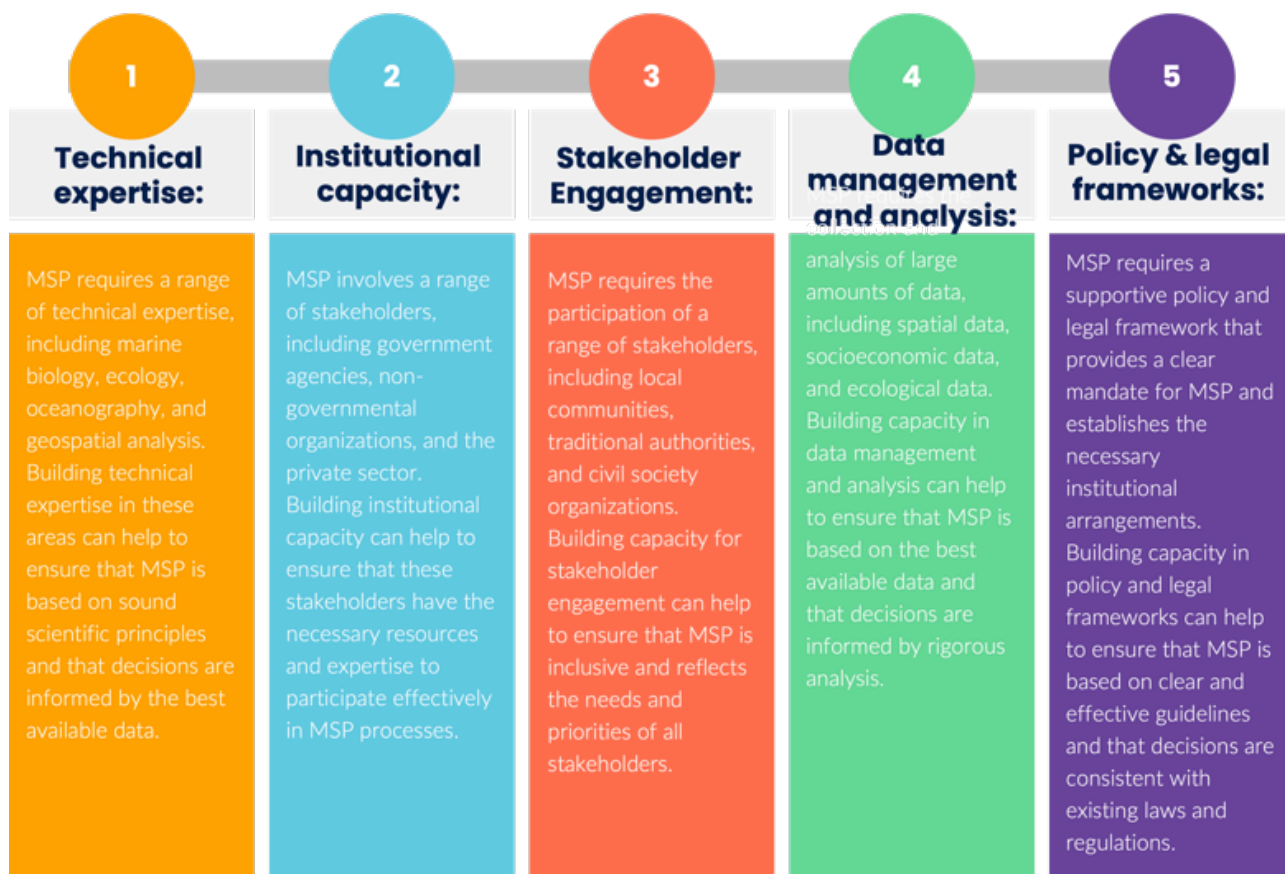 1
Technical
expertise:
MSP requires a range
of technical expertise,
including marine
biology, ecology,
oceanography, and
geospatial analysis.
Building technical
expertise in these
areas can help to
ensure that MSP is
based on sound
scientific principles
and that decisions are
informed by the best
available data.
2
Institutional
capacity:
MSP involves a range
of stakeholders,
including government
agencies, non-
governmental
organizations, and the
private sector.
Building institutional
capacity can help to
ensure that these
stakeholders have the
necessary resources
and expertise to
participate effectively
in MSP processes.
3
Stakeholder
Engagement:
MSP requires the
participation of a
range of stakeholders,
including local
communities,
traditional authorities,
and civil society
organizations.
Building capacity for
stakeholder
engagement can help
to ensure that MSP is
inclusive and reflects
the needs and
priorities of all
stakeholders.
4
Data
management
and analysis:
MSP requires the
collection and
analysis of large
amounts of data,
including spatial data,
socioeconomic data,
and ecological data.
Building capacity in
data management
and analysis can help
to ensure that MSP is
based on the best
available data and
that decisions are
informed by rigorous
analysis.
5
Policy & legal
frameworks:
MSP requires a
supportive policy and
legal framework that
provides a clear
mandate for MSP and
establishes the
necessary
institutional
arrangements.
Building capacity in
policy and legal
frameworks can help
to ensure that MSP is
based on clear and
effective guidelines
and that decisions are
consistent with
existing laws and
regulations.